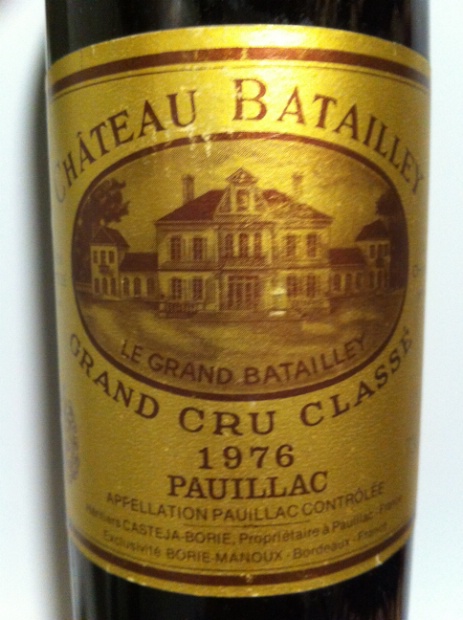 CHÂTEAU BATAILLEY
LE GRAND BATAILLEY
GRAND CRU CLASSÉ
1976
PAUILLAC
APPELLATION PAUILLAC CONTRÔLÉE
Héritiers CASTEJA-BORIE, Propriétaire à Pauillac - France
Exclusivité BORIE-MANOUX - Bordeaux - France